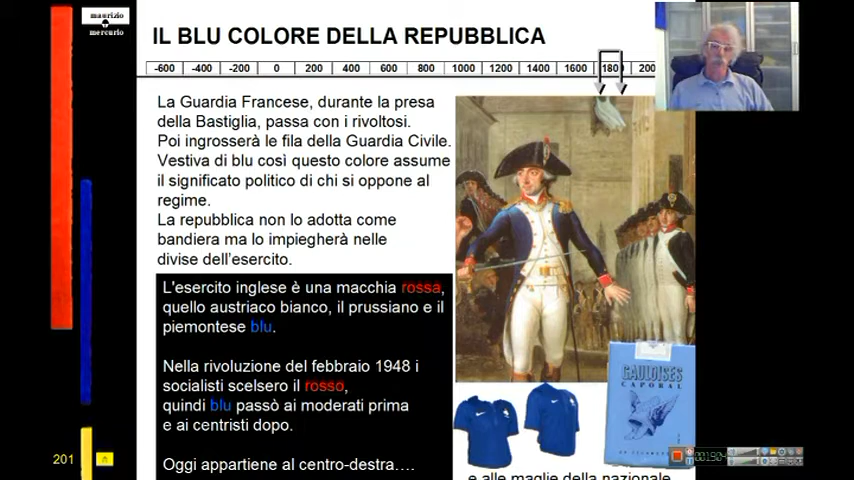 maurizio
mercurio
IL BLU COLORE DELLA REPUBBLICA
-600 -400 -200 0 200 400 600 800 1000 1200 1400 1600 1800 200
La Guardia Francese, durante la presa
della Bastiglia, passa con i rivoltosi.
Poi ingrosserà le fila della Guardia Civile.
Vestiva di blu così questo colore assume
il significato politico di chi si oppone al
regime.
La repubblica non lo adotta come
bandiera ma lo impiegherà nelle
divise dell'esercito.
L'esercito inglese è una macchia rossa,
quello austriaco bianco, il prussiano e il
piemontese blu.
Nella rivoluzione del febbraio 1948 i
socialisti scelsero il rosso,
quindi blu passò ai moderati prima
e ai centristi dopo.
Oggi appartiene al centro-destra....
GAULOISES
CAPORAL
e alle maglie della nazionale
201